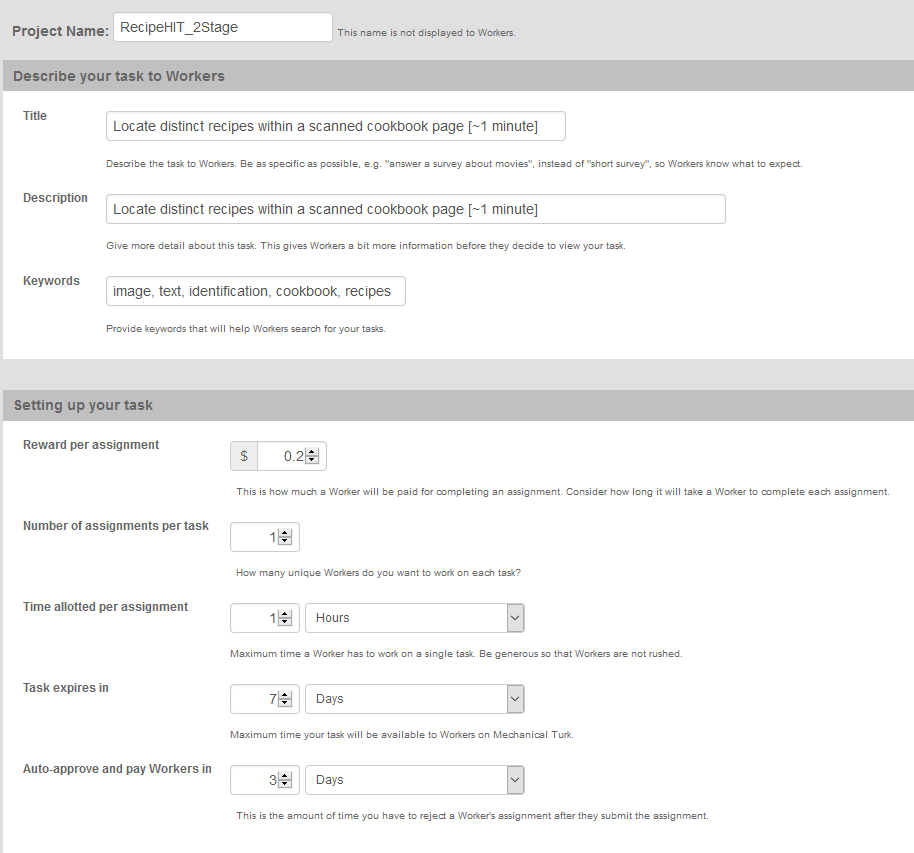 Project Name: RecipeHIT_2Stage This name is not displayed to Workers.
Describe your task to Workers
Title
Locate distinct recipes within a scanned cookbook page [~1 minute]
Describe the task to Workers. Be as specific as possible, e.g. "answer a survey about movies", instead of "short survey", so Workers know what to expect.
Description
Locate distinct recipes within a scanned cookbook page [~1 minute]
Give more detail about this task. This gives Workers a bit more information before they decide to view your task.
Keywords
image, text, identification, cookbook, recipes
Provide keywords that will help Workers search for your tasks.
Setting up your task
Reward per assignment
$ 0.2
This is how much a Worker will be paid for completing an assignment. Consider how long it will take a Worker to complete each assignment.
Number of assignments per task
1
How many unique Workers do you want to work on each task?
Time allotted per assignment
1 Hours
Maximum time a Worker has to work on a single task. Be generous so that Workers are not rushed.
Task expires in
7 Days
Maximum time your task will be available to Workers on Mechanical Turk.
Auto-approve and pay Workers in
3 Days
This is the amount of time you have to reject a Worker's assignment after they submit the assignment.